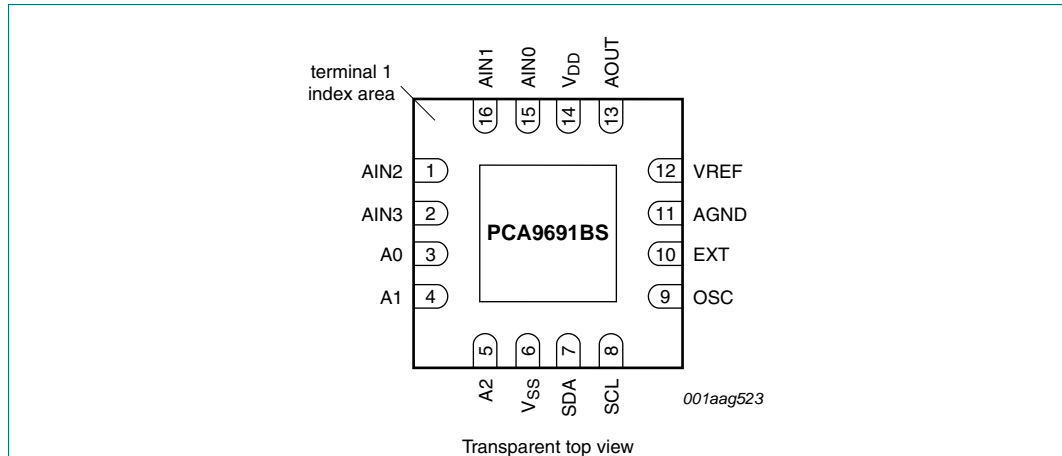 terminal 1
index area
AIN1
AIN0
VDD
AOUT
16
15
14
13
AIN2 1
12 VREF
AIN3 2
11 AGND
A0 3
10 EXT
A1 4
9 OSC
PCA9691BS
5
6
7
8
A2
VSS
SDA
SCL
001aag523
Transparent top view